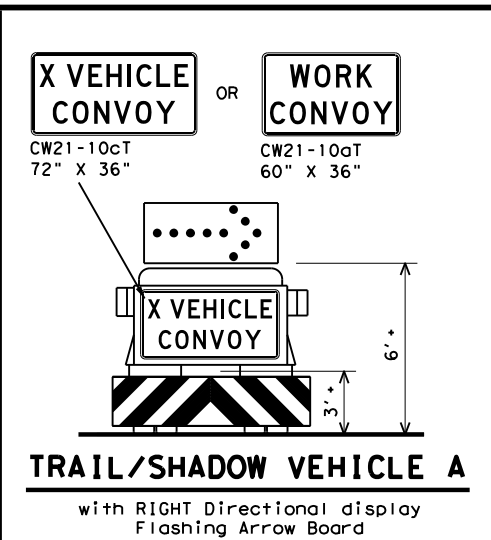 X VEHICLE
CONVOY
OR
WORK
CONVOY
CW21-10cT
72" X 36"
CW21-10aT
60" X 36"
X VEHICLE
CONVOY
6'+
3'+
TRAIL/SHADOW VEHICLE A
with RIGHT Directional display
Flashing Arrow Board